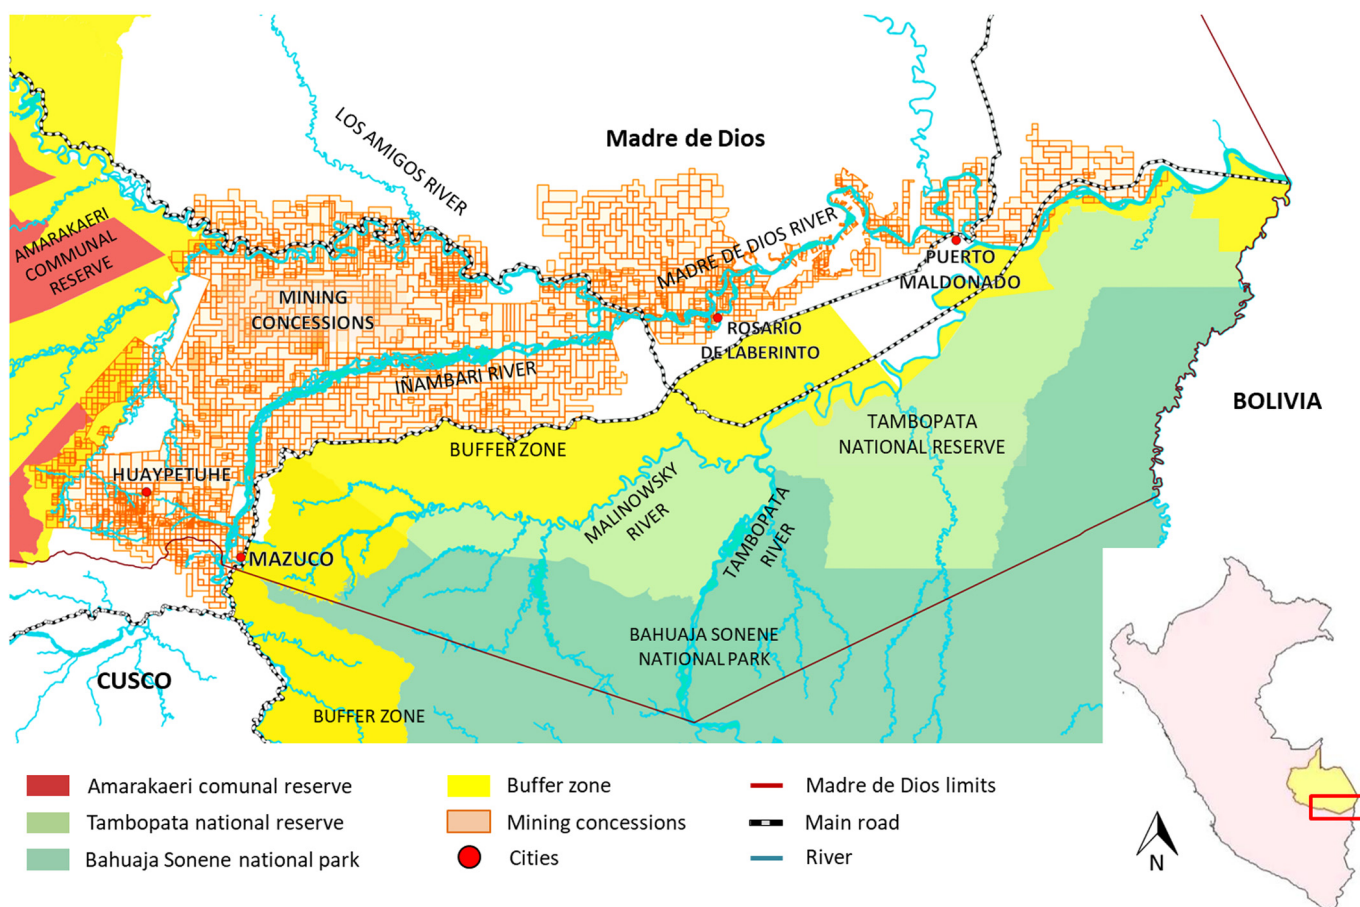 LOS AMIGOS RIVER
Madre de Dios
AMARAKAERI
COMMUNAL
RESERVE
MADRE DE DIOS RIVER
PUERTO
MALDONADO
MINING
CONCESSIONS
ROSARIO
DE LABERINTO
IÑAMBARI RIVER
BOLIVIA
TAMBOPATA
NATIONAL RESERVE
BUFFER ZONE
HUAYPETUHE
MALINOWSKY
RIVER
TAMBOPATA
RIVER
MAZUCO
BAHUAJA SONENE
NATIONAL PARK
CUSCO
BUFFER ZONE
Amarakaeri comunal reserve
Buffer zone
Madre de Dios limits
Tambopata national reserve
Mining concessions
Main road
Bahuaja Sonene national park
Cities
River
N